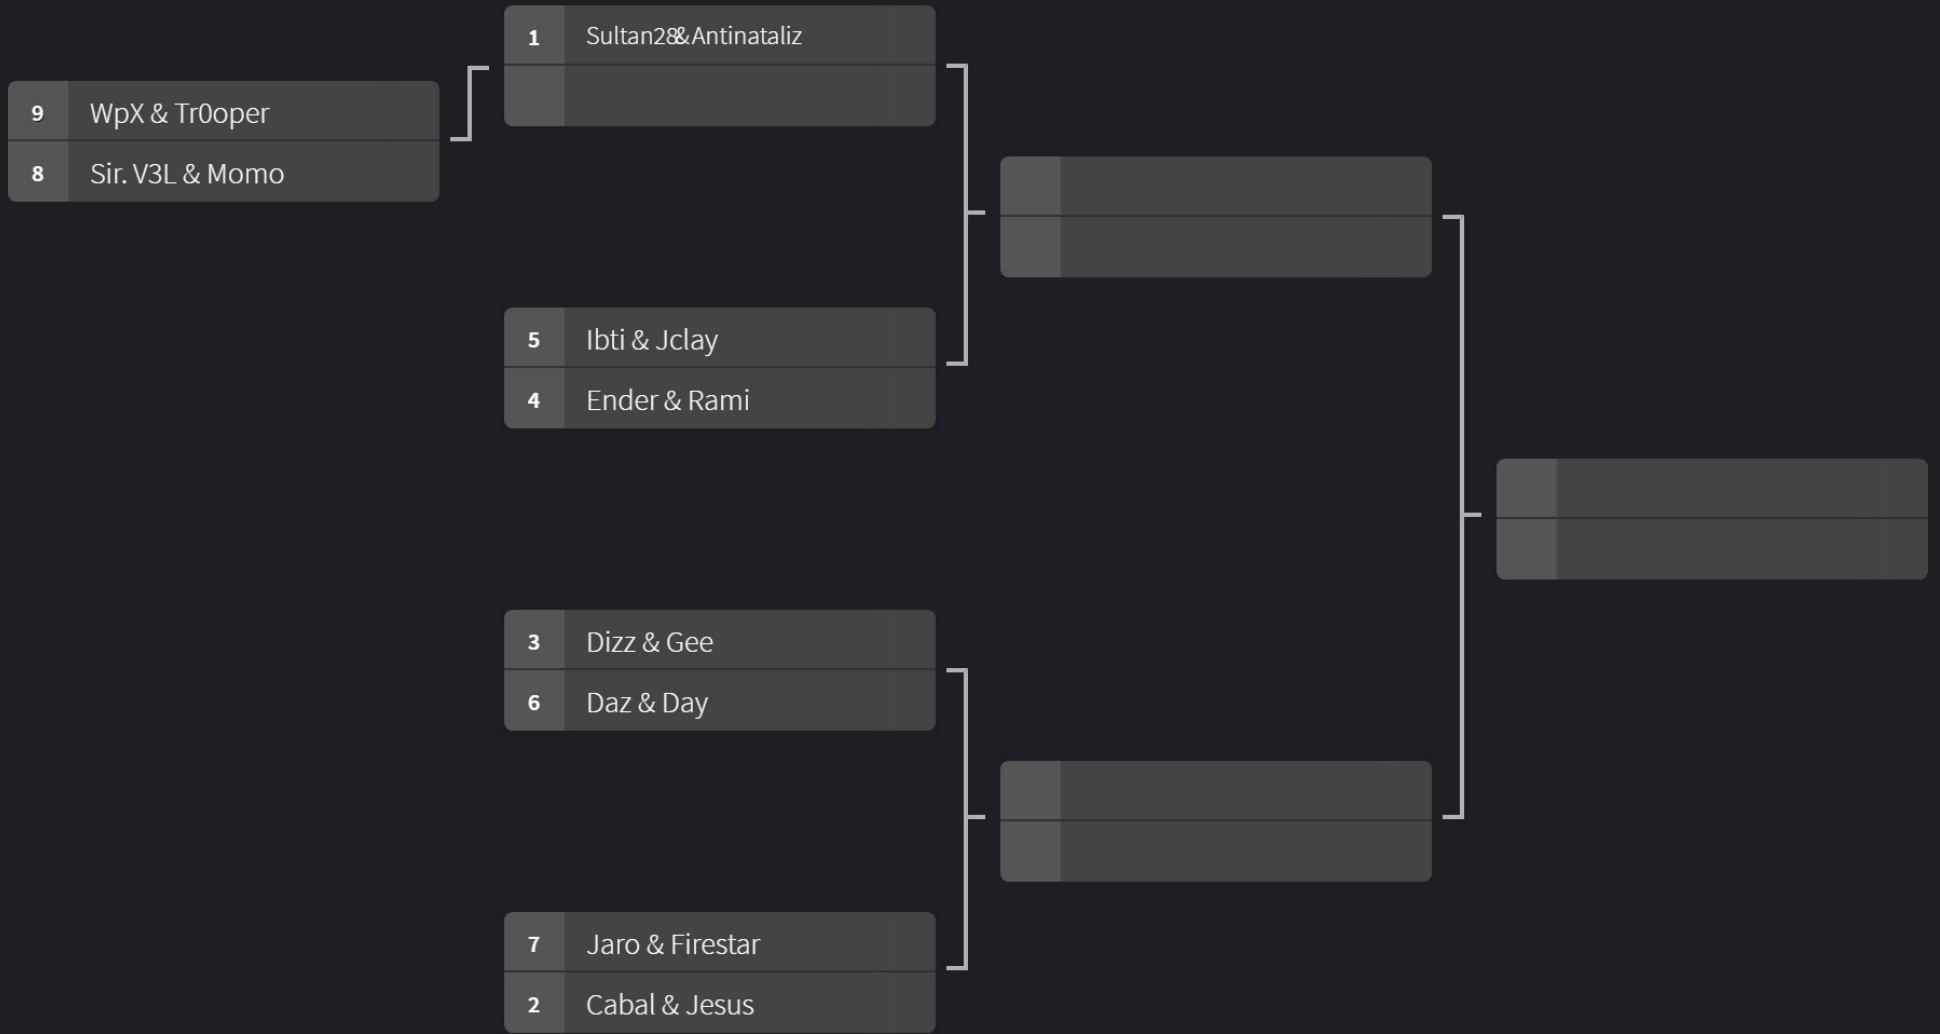 1 Sultan28&Antinataliz
9 WpX & Tr0oper
8 Sir. V3L & Momo
5 Ibti & Jclay
4 Ender & Rami
3 Dizz & Gee
6 Daz & Day
7 Jaro & Firestar
2 Cabal & Jesus